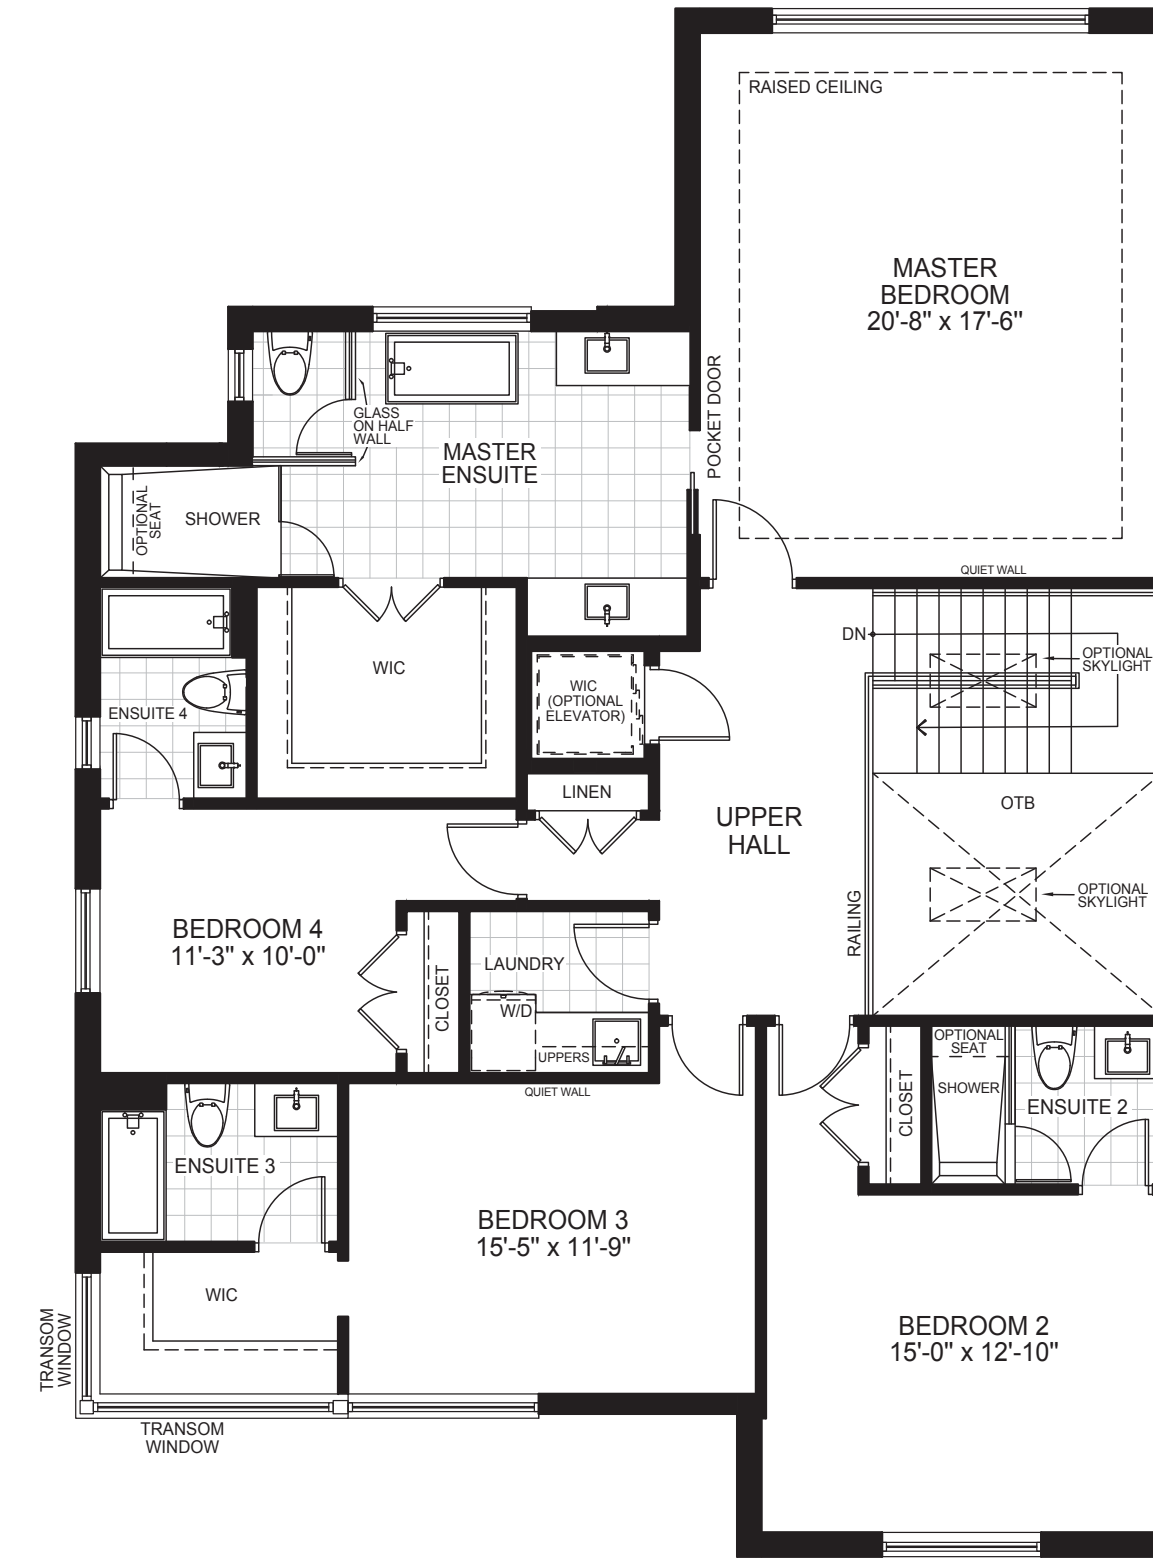 RAISED CEILING
MASTER
BEDROOM
20'-8" x 17'-6"
POCKET DOOR
GLASS
ON HALF
WALL
MASTER
ENSUITE
OPTIONAL
SEAT
SHOWER
QUIET WALL
DN
OPTIONAL
SKYLIGHT
WIC
WIC
(OPTIONAL
ELEVATOR)
ENSUITE 4
LINEN
UPPER
HALL
OTB
OPTIONAL
SKYLIGHT
RAILING
BEDROOM 4
11'-3" x 10'-0"
CLOSET
LAUNDRY
W/D
UPPERS
QUIET WALL
OPTIONAL
SEAT
SHOWER
CLOSET
ENSUITE 2
ENSUITE 3
BEDROOM 3
15'-5" x 11'-9"
WIC
BEDROOM 2
15'-0" x 12'-10"
TRANSOM
WINDOW
TRANSOM
WINDOW